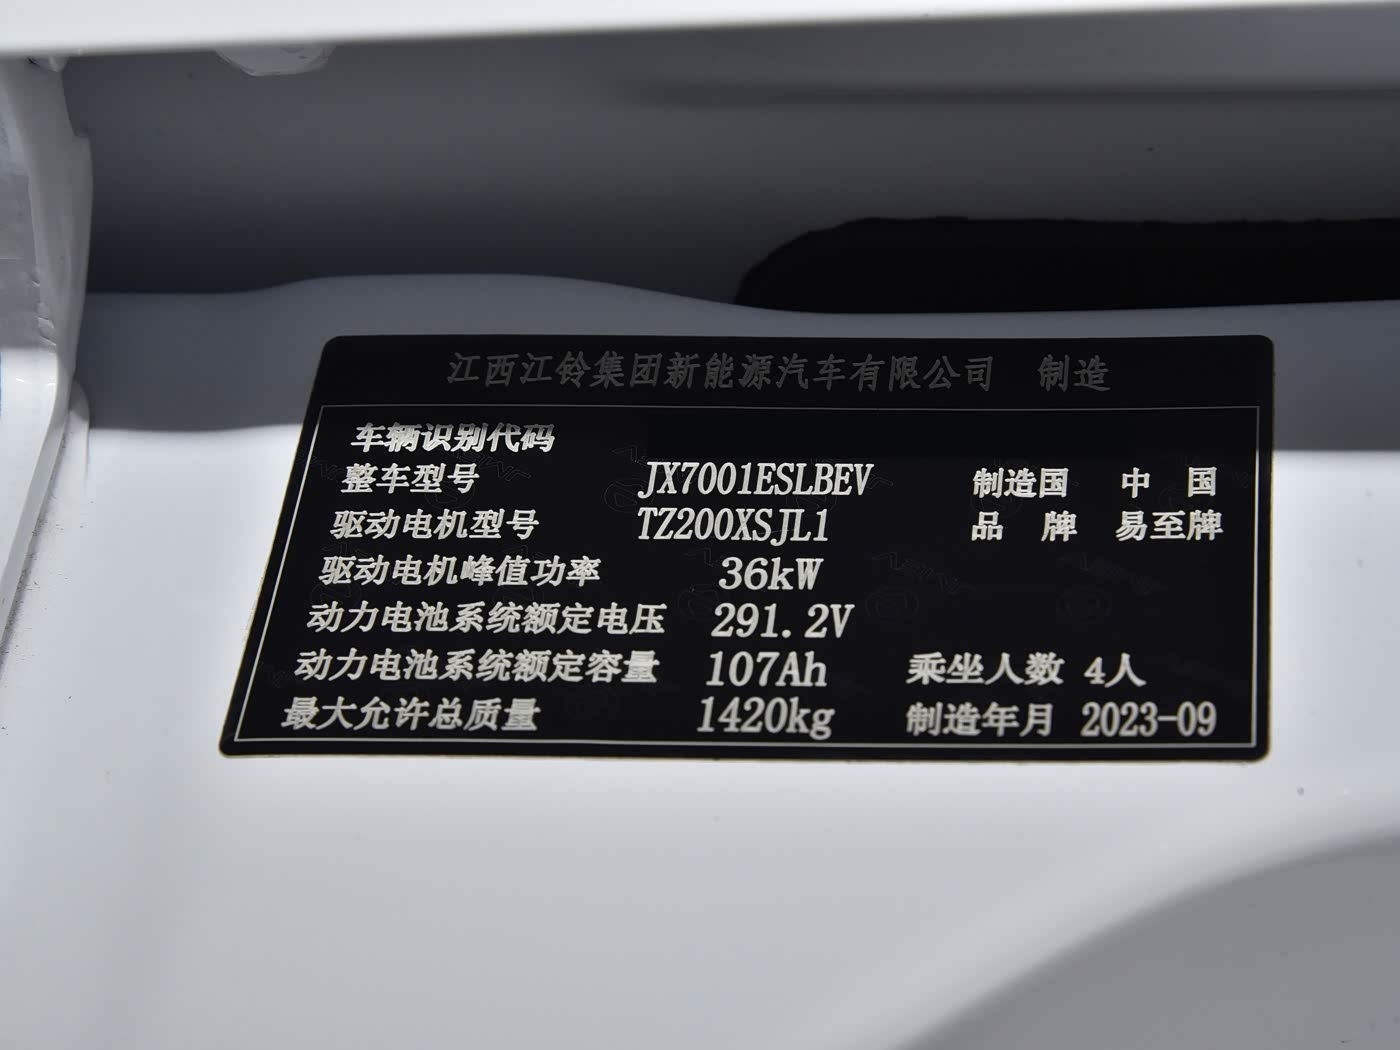 江西江铃集团新能源汽车有限公司 制造
车辆识别代码
整车型号 JX7001ESLBEV 制造国 中 国
驱动电机型号 TZ200XSJL1 品 牌 易至牌
驱动电机峰值功率 36kW
动力电池系统额定电压 291.2V
动力电池系统额定容量 107Ah 乘坐人数 4人
最大允许总质量 1420kg 制造年月 2023-09